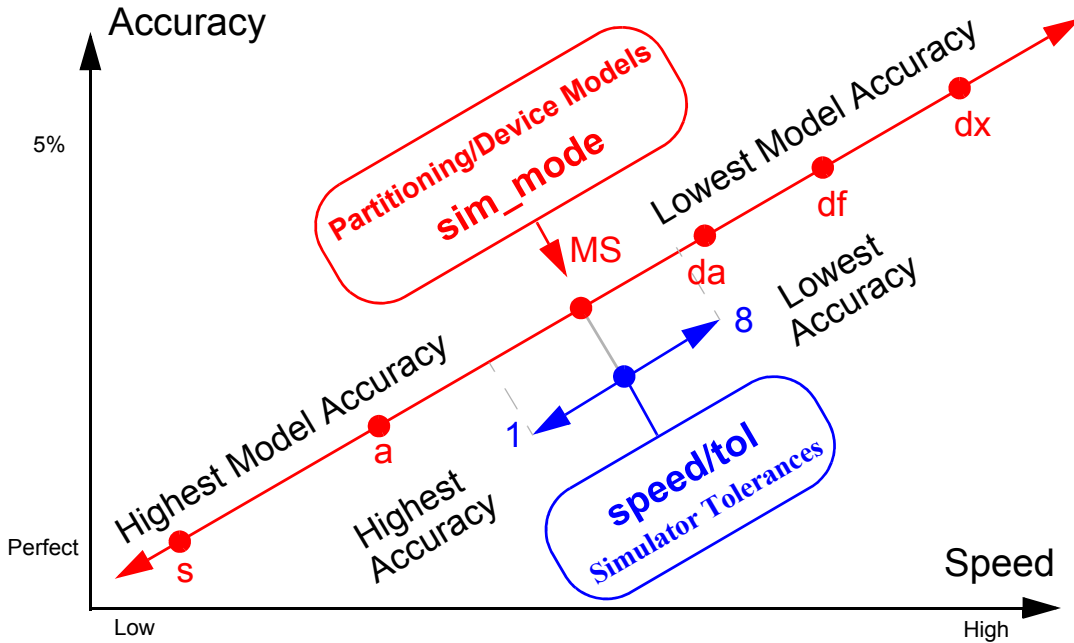 Accuracy
5%
Perfect
Partitioning/Device Models
sim_mode
MS
Lowest Model Accuracy
dx
df
da
Highest Model Accuracy
a
s
8
1
Lowest
Accuracy
Highest
Accuracy
speed/tol
Simulator Tolerances
Speed
Low
High